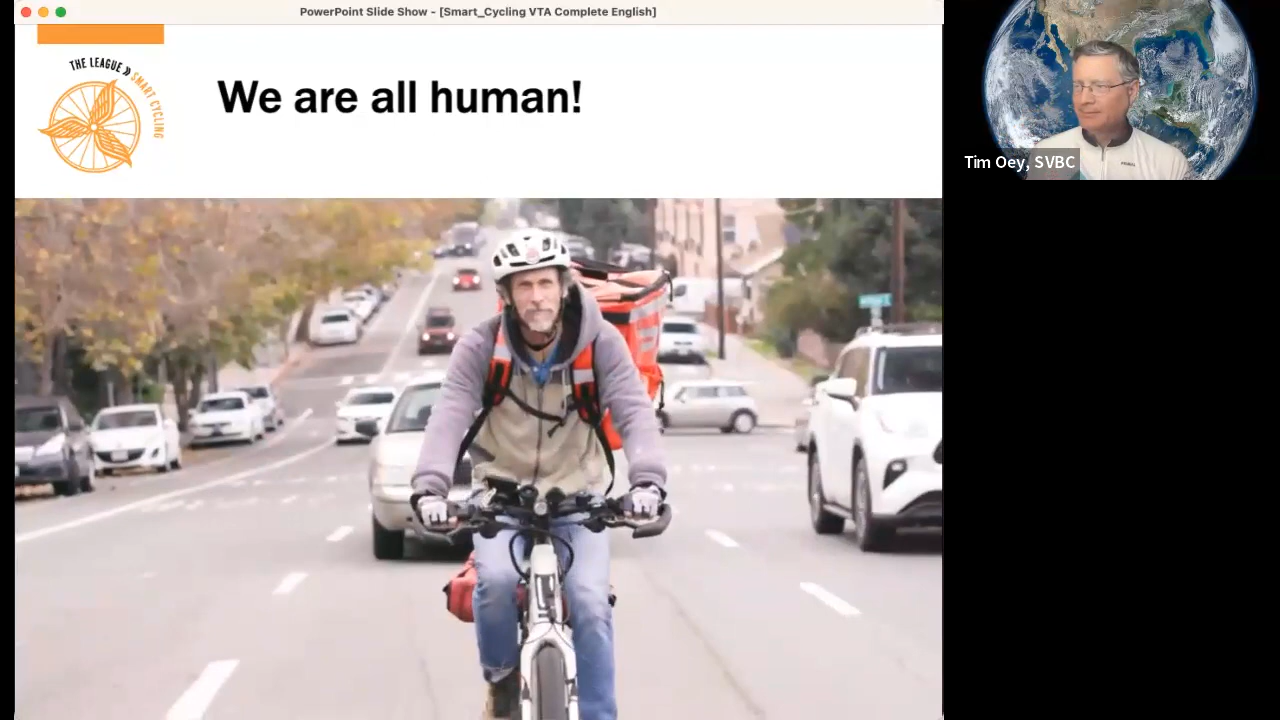 PowerPoint Slide Show - [Smart_Cycling VTA Complete English]
THE LEAGUE
SMART CYCLING
We are all human!
Tim Oey, SVBC